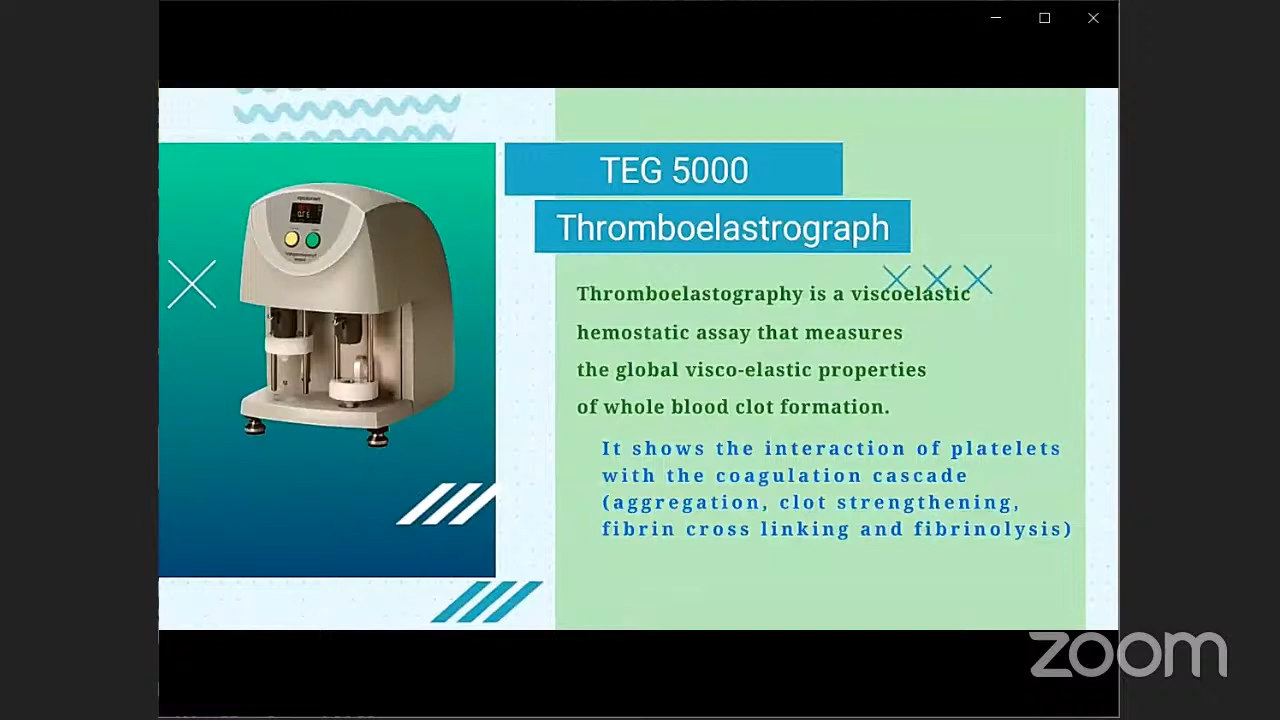 TEG 5000
Thromboelastrograph
Thromboelastography is a viscoelastic
hemostatic assay that measures
the global visco-elastic properties
of whole blood clot formation.
It shows the interaction of platelets
with the coagulation cascade
(aggregation, clot strengthening,
fibrin cross linking and fibrinolysis)
zoom